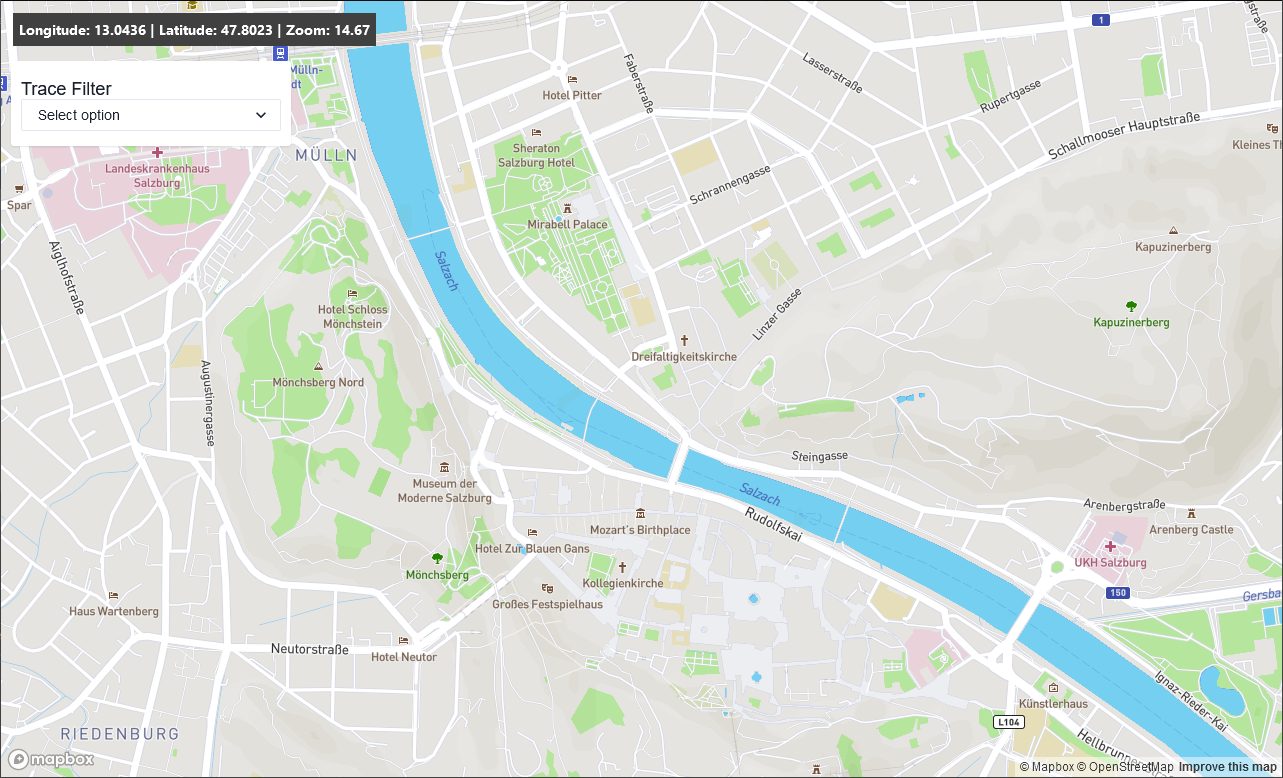 Longitude: 13.0436 | Latitude: 47.8023 | Zoom: 14.67
1
Mülln-
Trace Filter
Select option
Hotel Pitter
Faberstraße
Lasserstraße
Rupertgasse
Schallmooser Hauptstraße
Kleines Th
MÜLLN
Sheraton
Salzburg Hotel
Landeskrankenhaus
Salzburg
Spar
Schrannengasse
Mirabell Palace
Aiglhofstraße
Salzach
Kapuzinerberg
Hotel Schloss
Mönchstein
Linzer Gasse
Kapuzinerberg
Dreifaltigkeitskirche
Mönchsberg Nord
Augustinergasse
Steingasse
Museum der
Moderne Salzburg
Salzach
Rudolfskai
Mozart's Birthplace
Arenbergstraße
Arenberg Castle
Hotel Zur Blauen Gans
UKH Salzburg
Mönchsberg
Kollegienkirche
150
Gersba
Großes Festspielhaus
Haus Wartenberg
Neutorstraße
Hotel Neutor
Ignaz-Rieder-Kai
Künstlerhaus
L104
Hellbrunn
RIEDENBURG
mapbox
© Mapbox © OpenStreetMap Improve this map